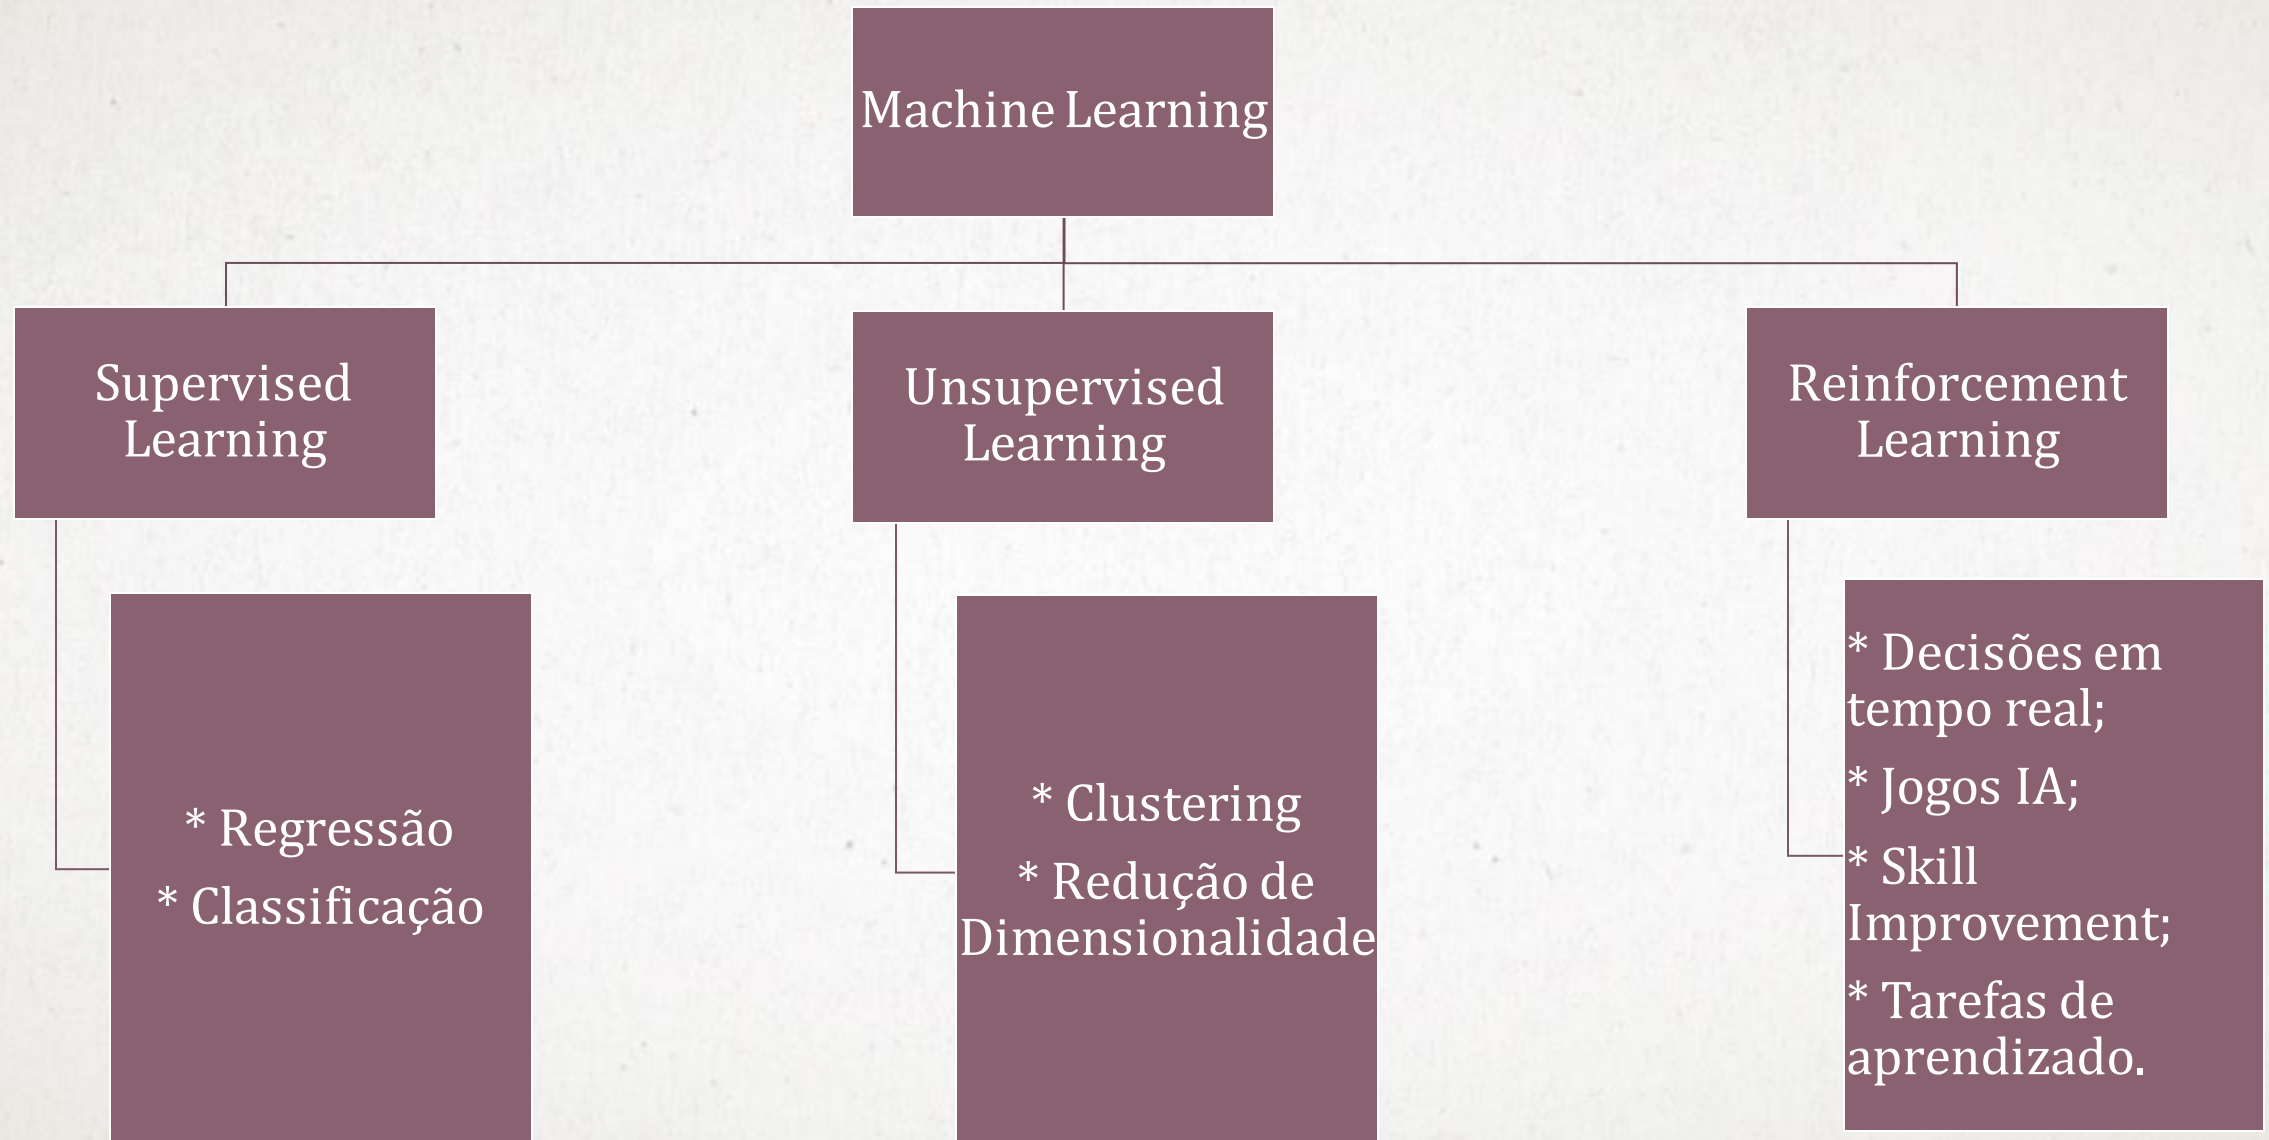 Machine Learning
Supervised
Learning
Unsupervised
Learning
Reinforcement
Learning
* Regressão
* Classificação
* Clustering
* Redução de
Dimensionalidade
* Decisões em
tempo real;
* Jogos IA;
* Skill
Improvement;
* Tarefas de
aprendizado.